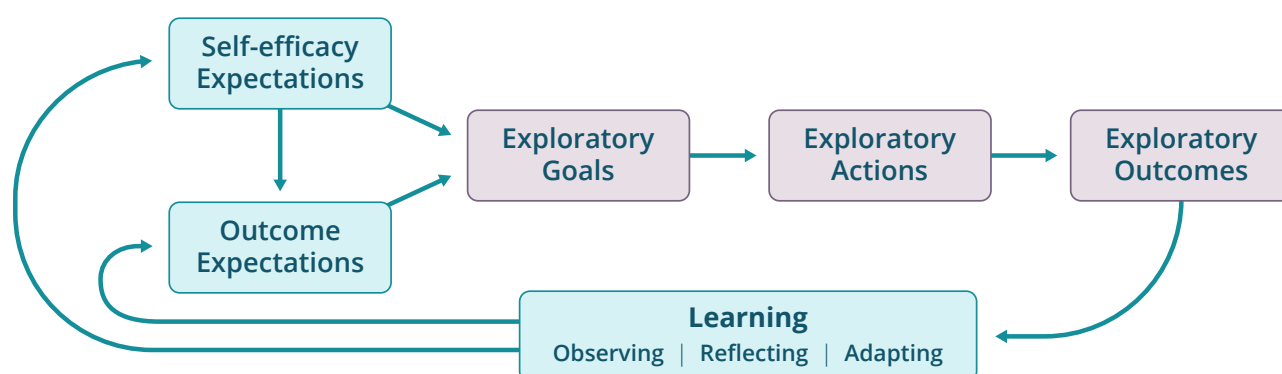 Self-efficacy
Expectations
Outcome
Expectations
Exploratory
Goals
Exploratory
Actions
Exploratory
Outcomes
Learning
Observing | Reflecting | Adapting